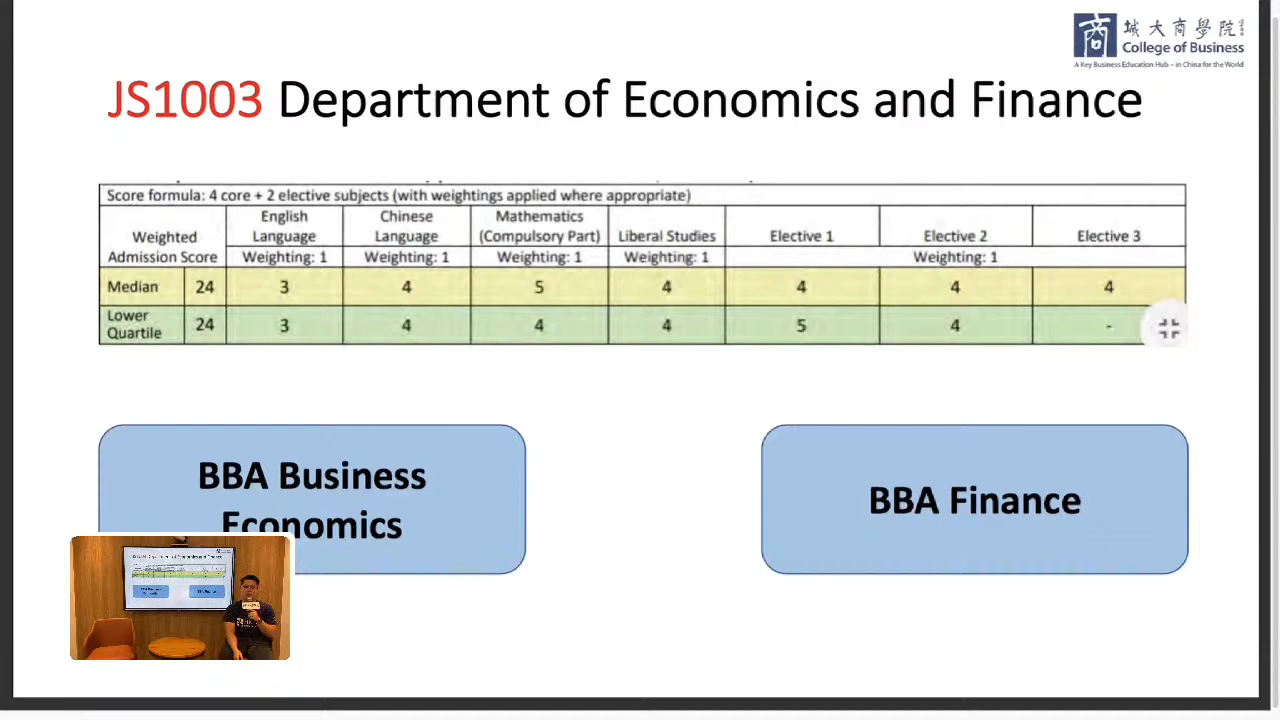 城大商學院
College of Business
A Key Business Education Hub – in China for the World
JS1003 Department of Economics and Finance
Score formula: 4 core + 2 elective subjects (with weightings applied where appropriate)
Weighted Admission Score English Language Chinese Language Mathematics (Compulsory Part) Liberal Studies Elective 1 Elective 2 Elective 3
Weighting: 1 Weighting: 1 Weighting: 1 Weighting: 1 Weighting: 1
Median 24 3 4 5 4 4 4 4
Lower Quartile 24 3 4 4 4 5 4 -
BBA Business
Economics
BBA Finance